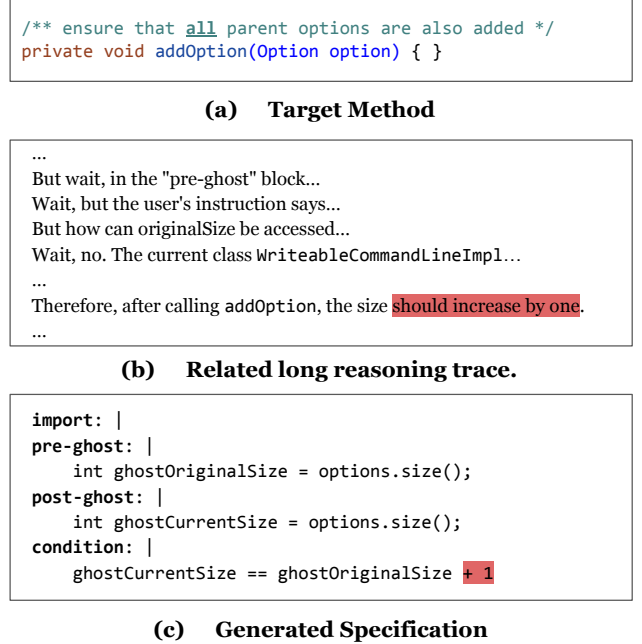 /** ensure that all parent options are also added */
private void addOption(Option option) { }
(a) Target Method
...
But wait, in the "pre-ghost" block...
Wait, but the user's instruction says...
But how can originalSize be accessed...
Wait, no. The current class WriteableCommandLineImpl...
...
Therefore, after calling addOption, the size should increase by one.
...
(b) Related long reasoning trace.
import: |
pre-ghost: |
int ghostOriginalSize = options.size();
post-ghost: |
int ghostCurrentSize = options.size();
condition: |
ghostCurrentSize == ghostOriginalSize + 1
(c) Generated Specification